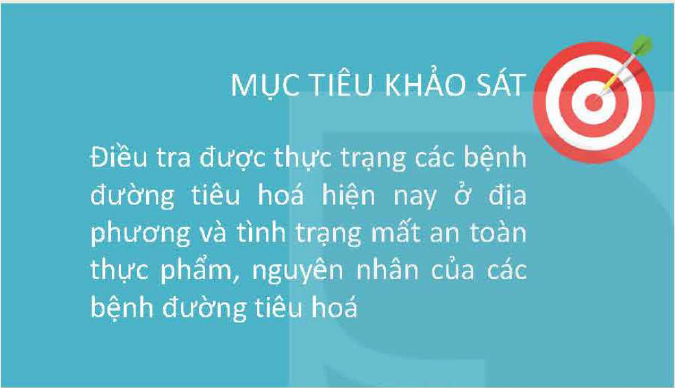 MỤC TIÊU KHẢO SÁT
Điều tra được thực trạng các bệnh
đường tiêu hoá hiện nay ở địa
phương và tình trạng mất an toàn
thực phẩm, nguyên nhân của các
bệnh đường tiêu hoá